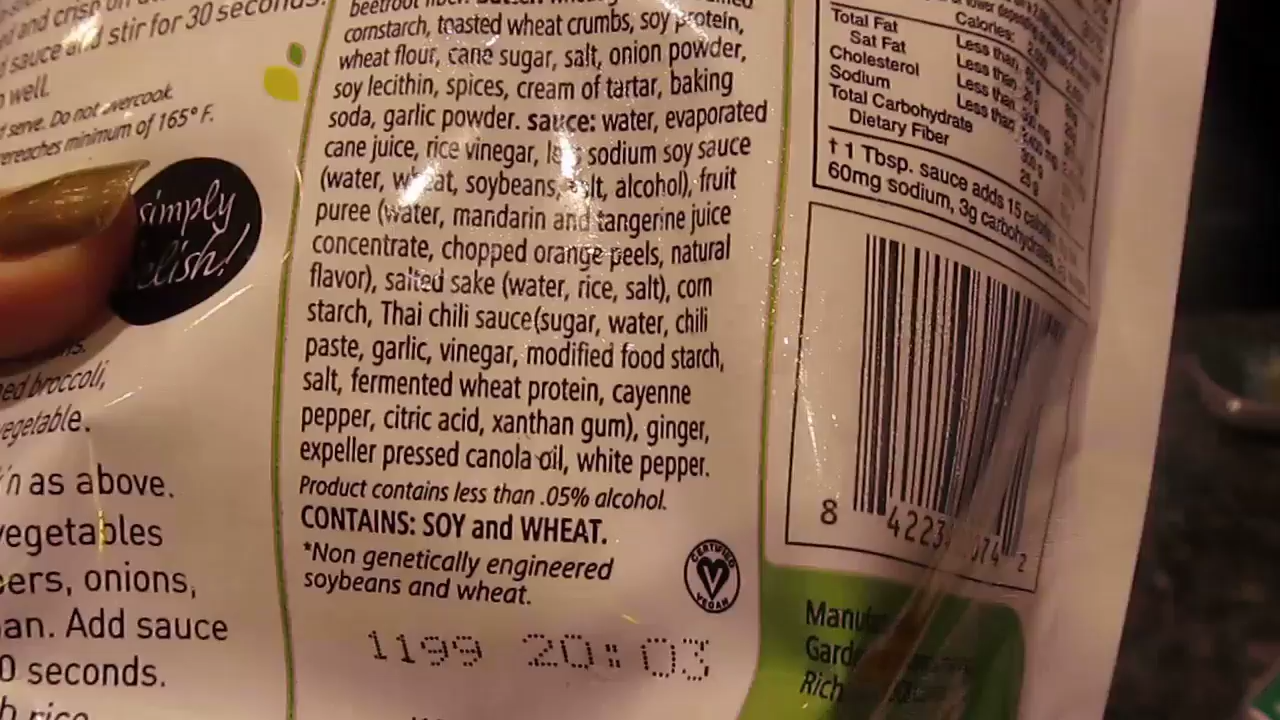 and crisp on
sauce and stir for 30 seconds.
well.
serve. Do not overcook.
minimum of 165° F.
simply
elish!
ed broccoli,
vegetable.
'n as above.
vegetables
ers, onions,
an. Add sauce
0 seconds.
h rice
beetroot fiber.
cornstarch, toasted wheat crumbs, soy protein,
wheat flour, cane sugar, salt, onion powder,
soy lecithin, spices, cream of tartar, baking
soda, garlic powder. sauce: water, evaporated
cane juice, rice vinegar, less sodium soy sauce
(water, wheat, soybeans, salt, alcohol), fruit
puree (water, mandarin and tangerine juice
concentrate, chopped orange peels, natural
flavor), salted sake (water, rice, salt), corn
starch, Thai chili sauce(sugar, water, chili
paste, garlic, vinegar, modified food starch,
salt, fermented wheat protein, cayenne
pepper, citric acid, xanthan gum), ginger,
expeller pressed canola oil, white pepper.
Product contains less than .05% alcohol.
CONTAINS: SOY and WHEAT.
*Non genetically engineered
soybeans and wheat.
CERTIFIED
VEGAN
1199 20:03
Calories:
Total Fat Less than
Sat Fat Less than
Cholesterol Less than
Sodium Less than
Total Carbohydrate
Dietary Fiber
† 1 Tbsp. sauce adds 15
60mg sodium, 3g
8 4223 074 2
Gard
Rich